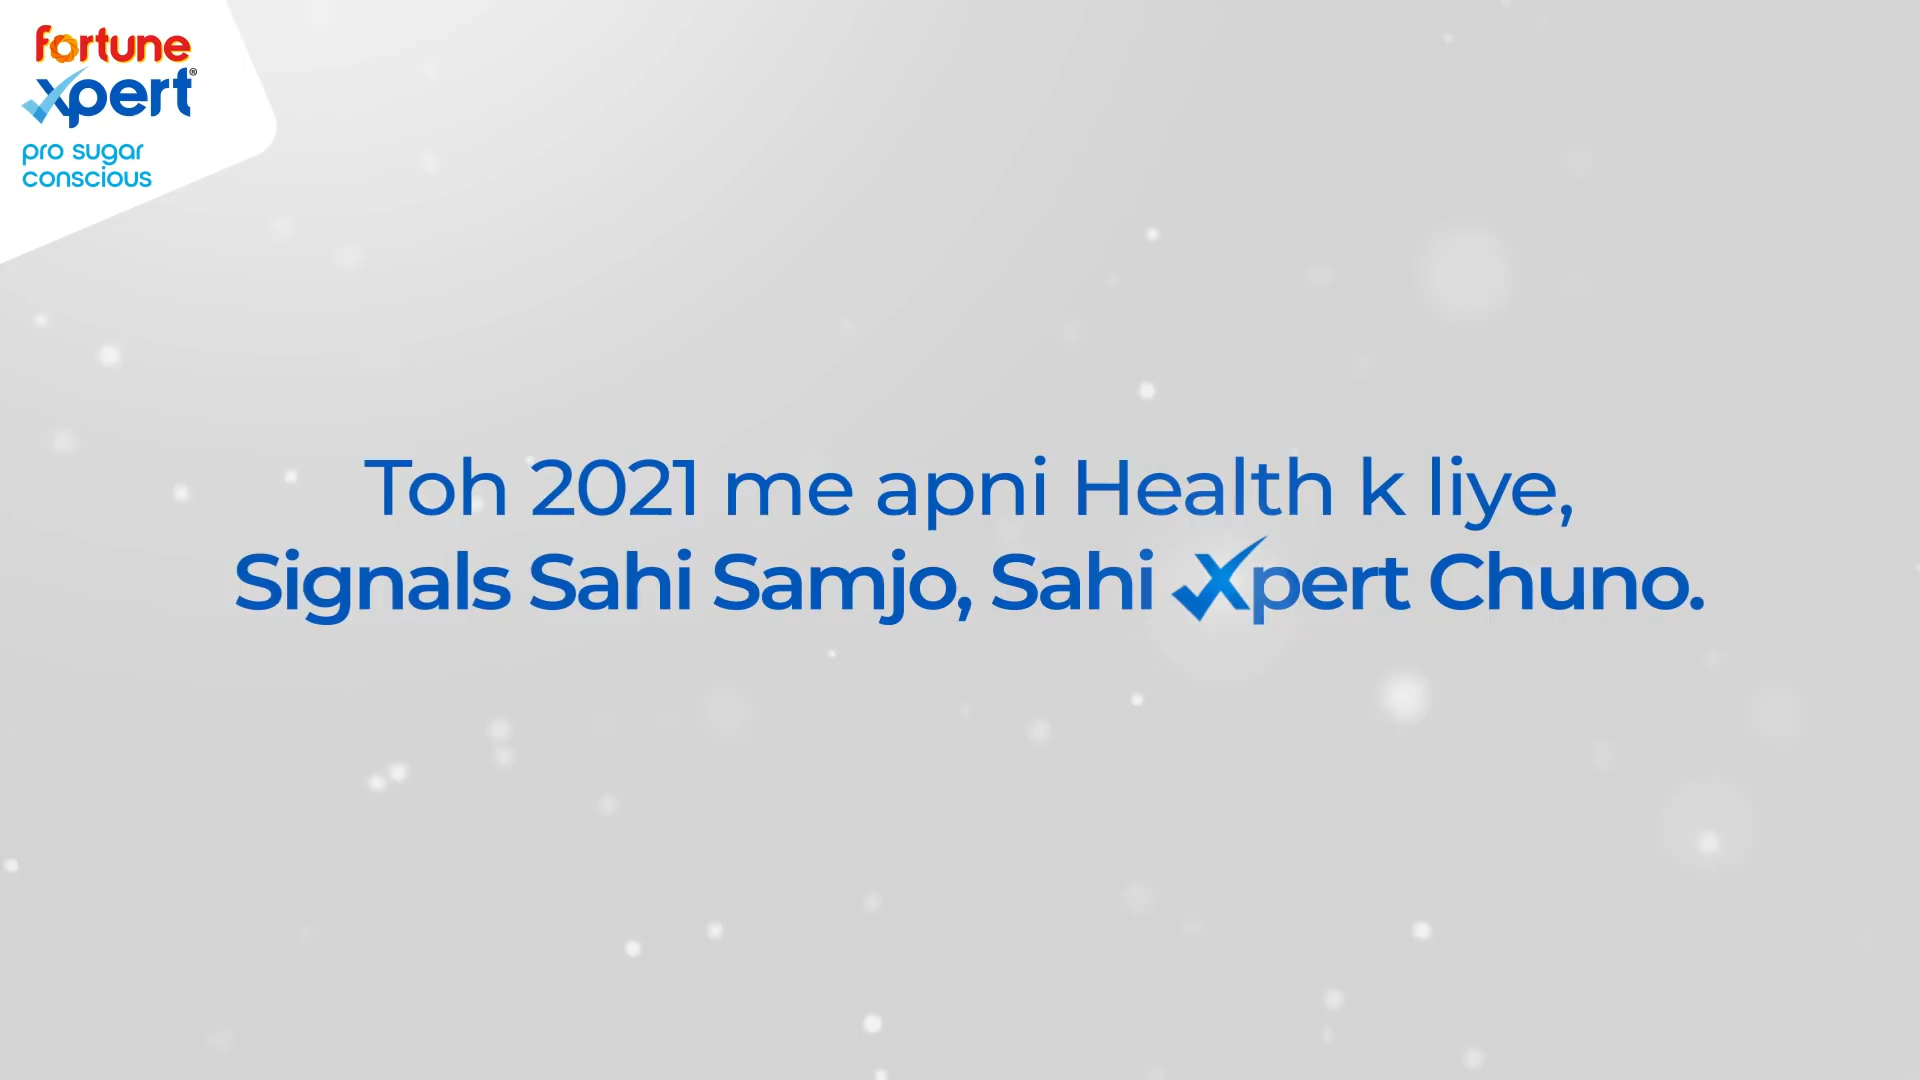 fortune
xpert®
pro sugar
conscious
Toh 2021 me apni Health k liye,
Signals Sahi Samjo, Sahi Xpert Chuno.